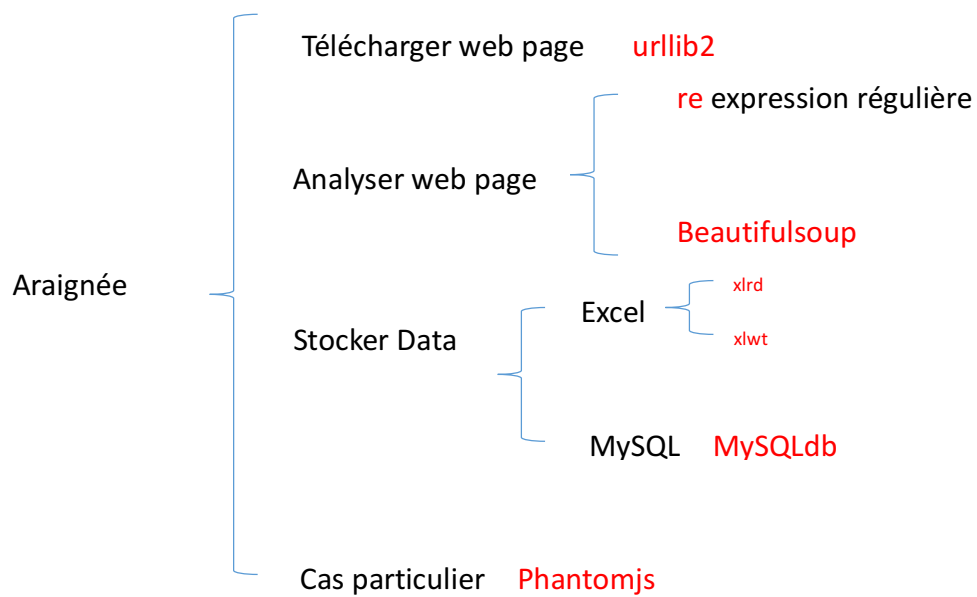 Télécharger web page urllib2
re expression régulière
Analyser web page
Beautifulsoup
Araignée
xlrd
Excel
Stocker Data
xlwt
MySQL MySQLdb
Cas particulier Phantomjs